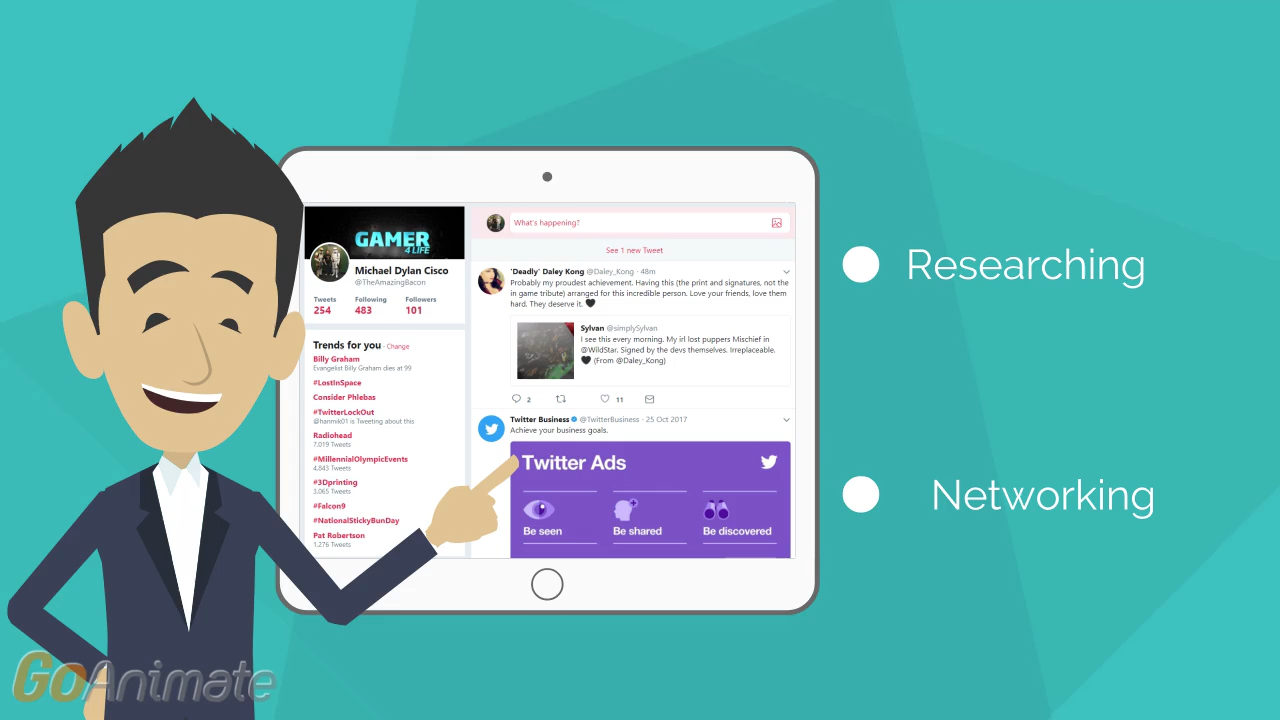 GAMER
4 LIFE
Michael Dylan Cisco
@TheAmazingBacon
Tweets Following Followers
254 483 101
Trends for you · Change
Billy Graham
Evangelist Billy Graham dies at 99
#LostInSpace
Consider Phlebas
#TwitterLockOut
@hanmik01 is Tweeting about this
Radiohead
7,019 Tweets
#MillennialOlympicEvents
4,643 Tweets
#3Dprinting
3,065 Tweets
#Falcon9
#NationalStickyBunDay
Pat Robertson
1,276 Tweets
What's happening?
See 1 new Tweet
'Deadly' Daley Kong @Daley_Kong · 48m
Probably my proudest achievement. Having this (the print and signatures, not the
in game tribute) arranged for this incredible person. Love your friends, love them
hard. They deserve it. 🖤
Sylvan @simplySylvan
I see this every morning. My irl lost puppers Mischief in
@WildStar. Signed by the devs themselves. Irreplaceable.
🖤 (From @Daley_Kong)
2 11
Twitter Business @TwitterBusiness · 25 Oct 2017
Achieve your business goals.
Twitter Ads
Be seen Be shared Be discovered
Researching
Networking
GoAnimate